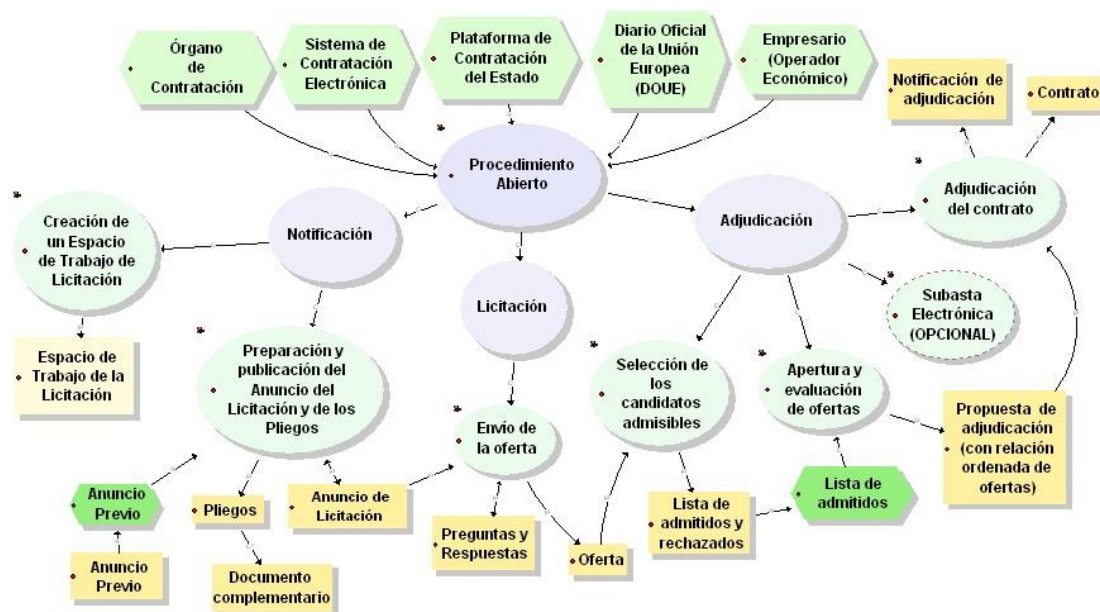 Órgano
de
Contratación
Sistema de
Contratación
Electrónica
Plataforma de
Contratación
del Estado
Diario Oficial
de la Unión
Europea
(DOUE)
Empresario
(Operador
Económico)
Notificación de
adjudicación
Contrato
Procedimiento
Abierto
Creación de
un Espacio
de Trabajo de
Licitación
Notificación
Adjudicación
Adjudicación
del contrato
Licitación
Subasta
Electrónica
(OPCIONAL)
Espacio de
Trabajo de la
Licitación
Preparación y
publicación del
Anuncio del
Licitación y de los
Pliegos
Selección de
los
candidatos
admisibles
Apertura y
evaluación
de ofertas
Envío de
la oferta
Propuesta de
adjudicación
(con relación
ordenada de
ofertas)
Anuncio
Previo
Pliegos
Anuncio de
Licitación
Lista de
admitidos
Preguntas y
Respuestas
Oferta
Lista de
admitidos y
rechazados
Anuncio
Previo
Documento
complementario